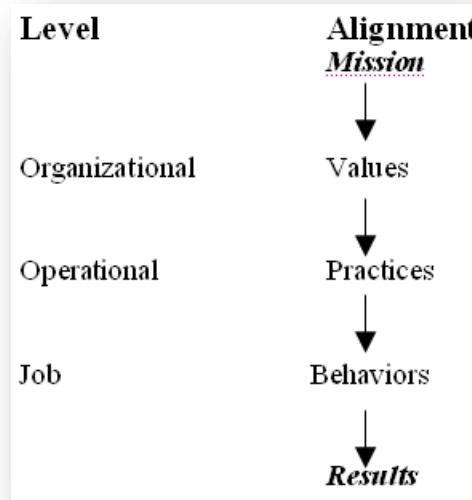 Level Alignment
Mission
Organizational Values
Operational Practices
Job Behaviors
Results